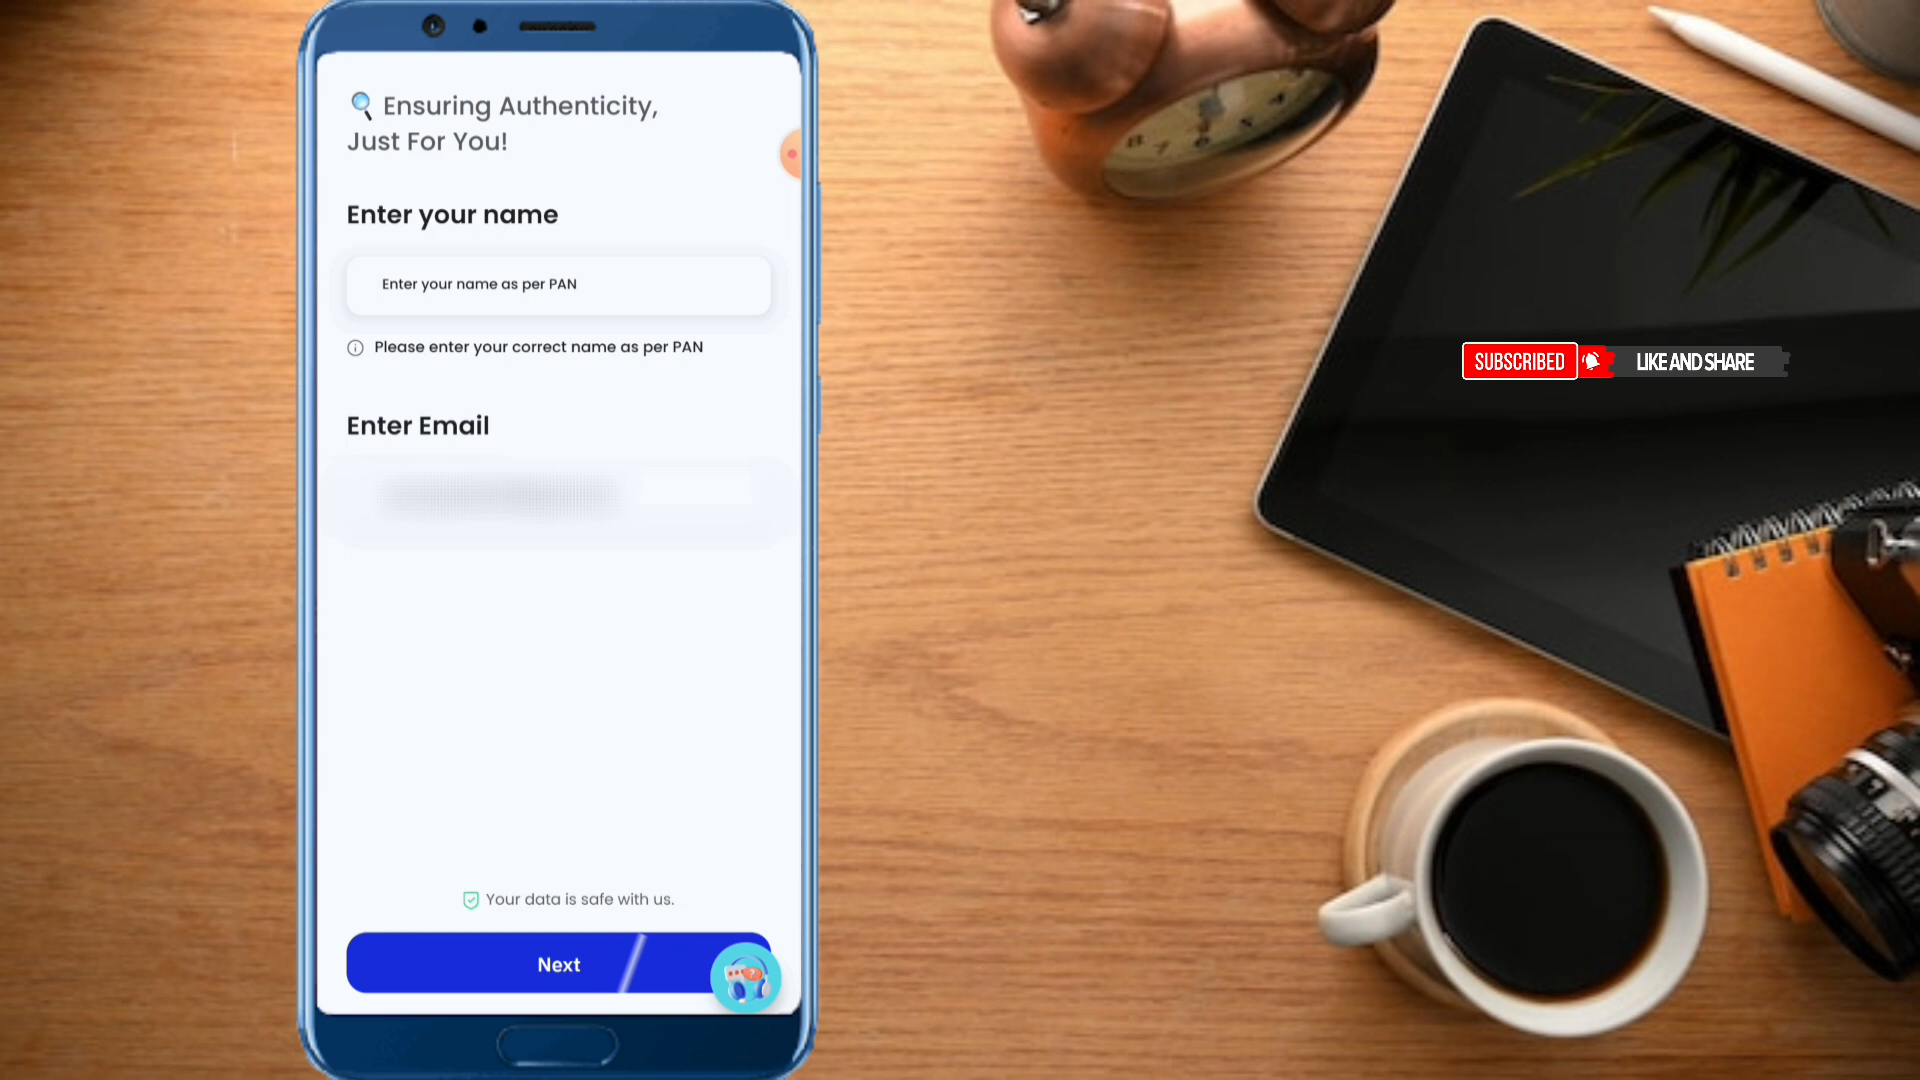 🔍 Ensuring Authenticity,
Just For You!
Enter your name
Enter your name as per PAN
Please enter your correct name as per PAN
Enter Email
Your data is safe with us.
Next
SUBSCRIBED
LIKE AND SHARE